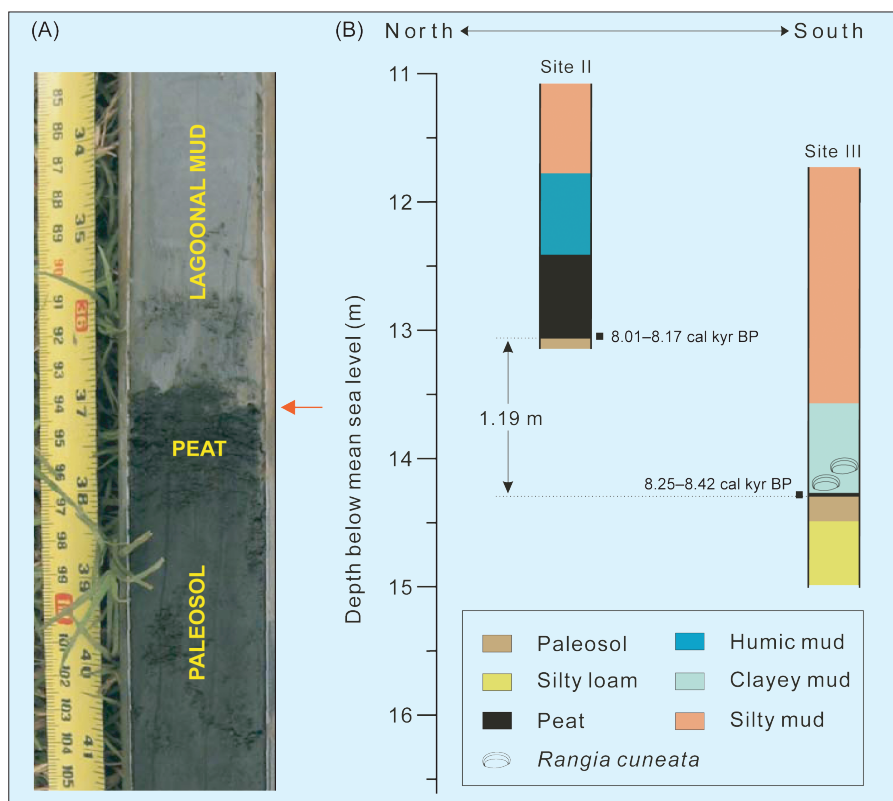 (A)
85
86
34
87
88
35
89
90
91
92
93
37
94
95
96
38
97
98
39
99
101
40
102
103
104
41
105
LAGOONAL MUD
PEAT
PALEOSOL
(B)
North
South
Depth below mean sea level (m)
11
12
13
14
15
16
Site II
Site III
8.01–8.17 cal kyr BP
1.19 m
8.25–8.42 cal kyr BP
Paleosol
Humic mud
Silty loam
Clayey mud
Peat
Silty mud
Rangia cuneata